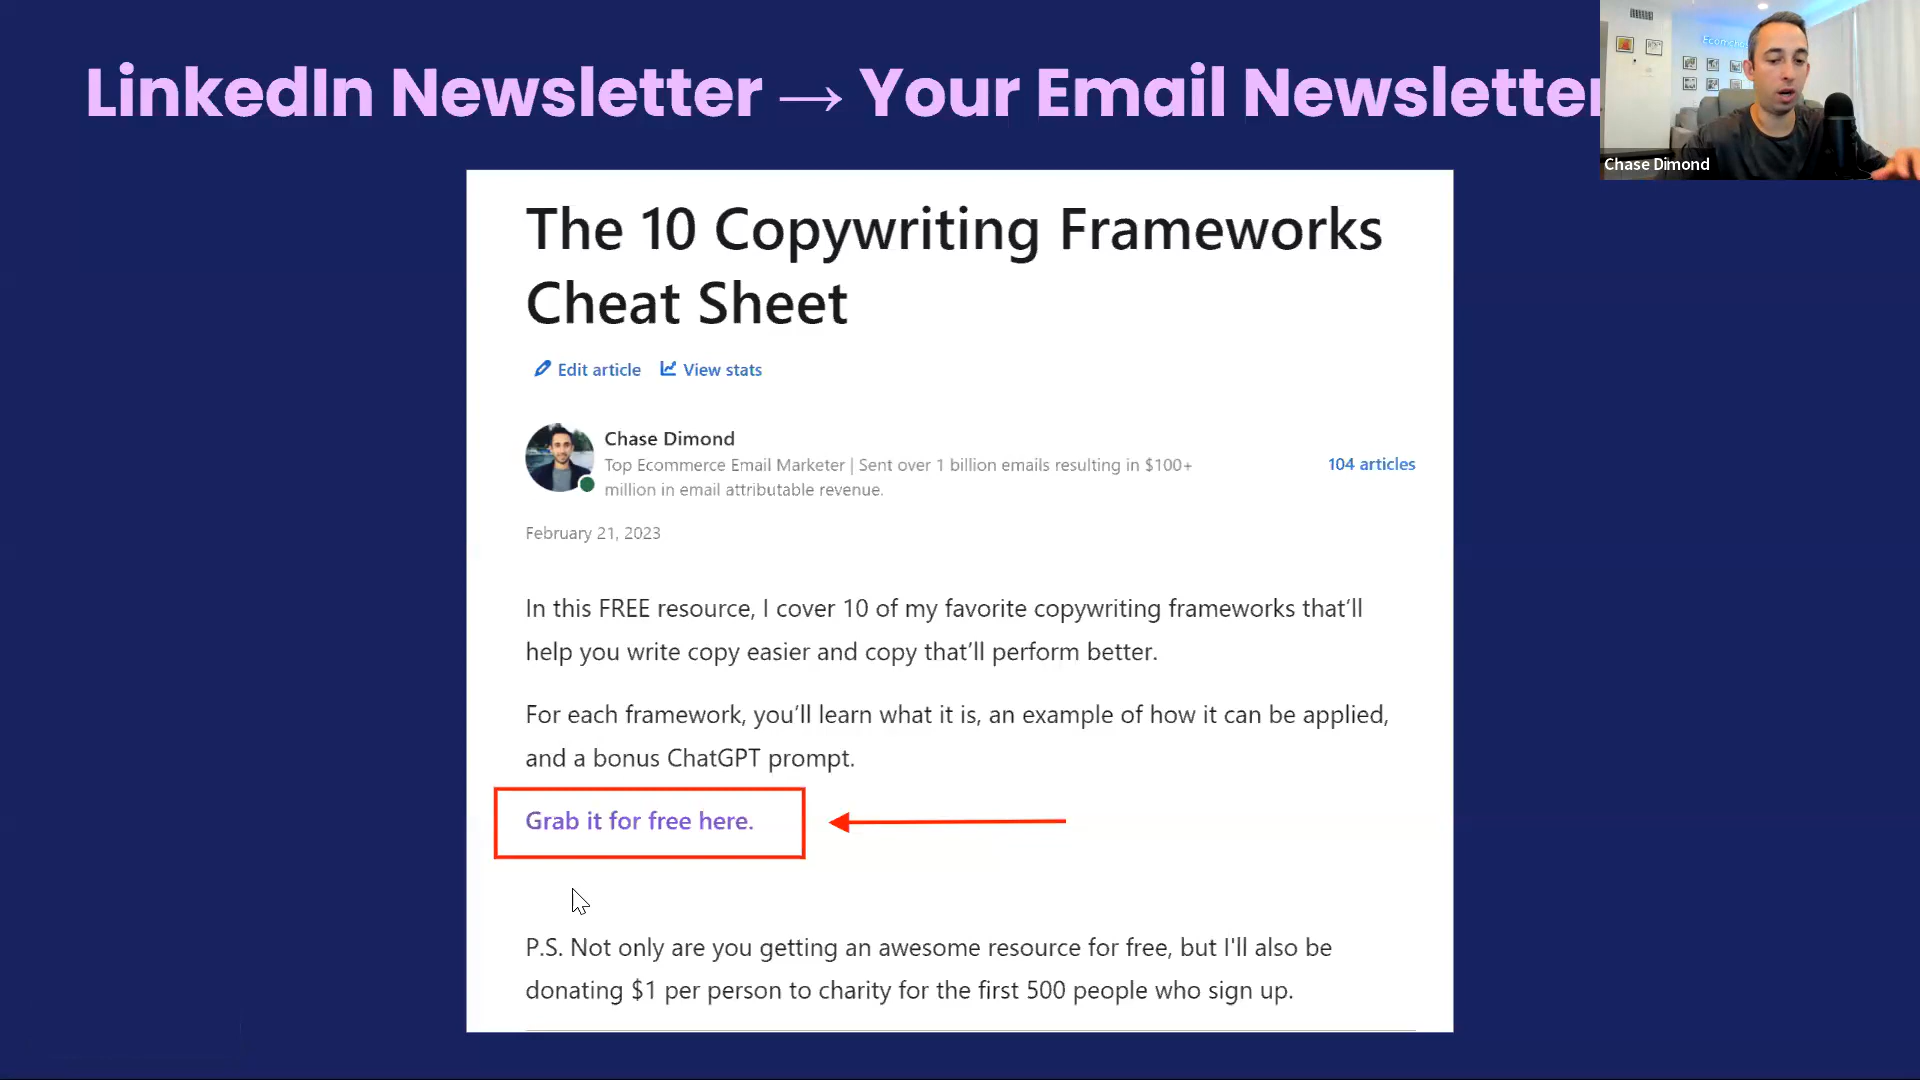 LinkedIn Newsletter → Your Email Newsletter
Chase Dimond
The 10 Copywriting Frameworks
Cheat Sheet
Edit article View stats
Chase Dimond
Top Ecommerce Email Marketer | Sent over 1 billion emails resulting in $100+
million in email attributable revenue.
104 articles
February 21, 2023
In this FREE resource, I cover 10 of my favorite copywriting frameworks that’ll
help you write copy easier and copy that’ll perform better.
For each framework, you’ll learn what it is, an example of how it can be applied,
and a bonus ChatGPT prompt.
Grab it for free here.
P.S. Not only are you getting an awesome resource for free, but I'll also be
donating $1 per person to charity for the first 500 people who sign up.